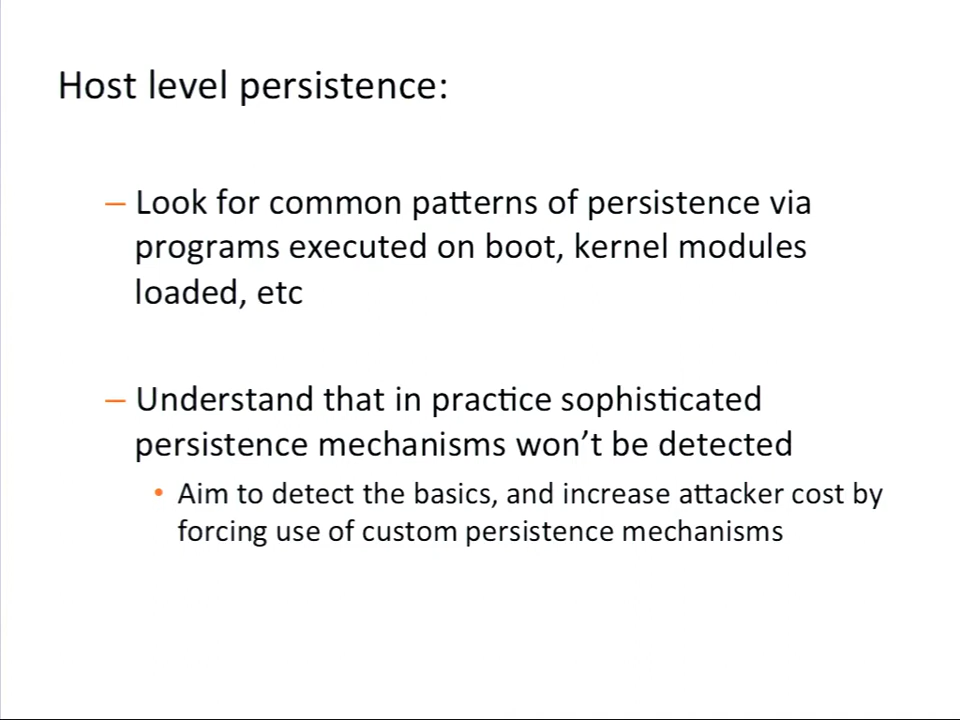 Host level persistence:
– Look for common patterns of persistence via
programs executed on boot, kernel modules
loaded, etc
– Understand that in practice sophisticated
persistence mechanisms won’t be detected
• Aim to detect the basics, and increase attacker cost by
forcing use of custom persistence mechanisms